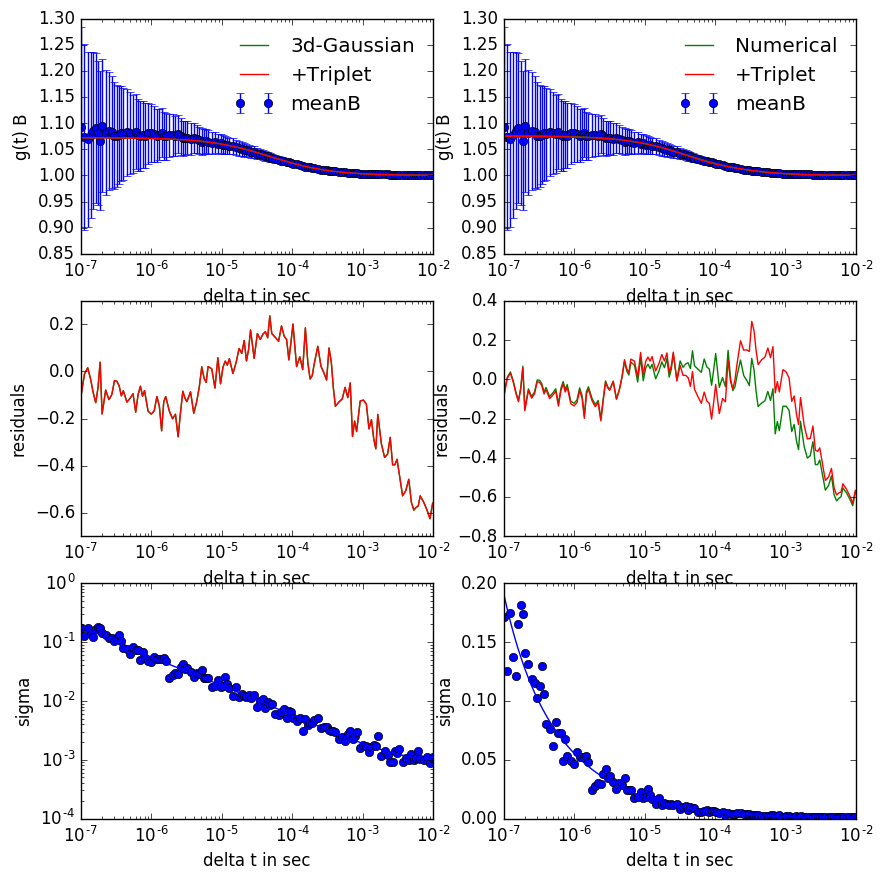 g(t) B
1.30
1.25
1.20
1.15
1.10
1.05
1.00
0.95
0.90
0.85
3d-Gaussian
+Triplet
meanB
10^-7 10^-6 10^-5 10^-4 10^-3 10^-2
delta t in sec
g(t) B
1.30
1.25
1.20
1.15
1.10
1.05
1.00
0.95
0.90
0.85
Numerical
+Triplet
meanB
10^-7 10^-6 10^-5 10^-4 10^-3 10^-2
delta t in sec
residuals
0.2
0.0
−0.2
−0.4
−0.6
10^-7 10^-6 10^-5 10^-4 10^-3 10^-2
delta t in sec
residuals
0.4
0.2
0.0
−0.2
−0.4
−0.6
−0.8
10^-7 10^-6 10^-5 10^-4 10^-3 10^-2
delta t in sec
sigma
10^0
10^-1
10^-2
10^-3
10^-4
10^-7 10^-6 10^-5 10^-4 10^-3 10^-2
delta t in sec
sigma
0.20
0.15
0.10
0.05
0.00
10^-7 10^-6 10^-5 10^-4 10^-3 10^-2
delta t in sec